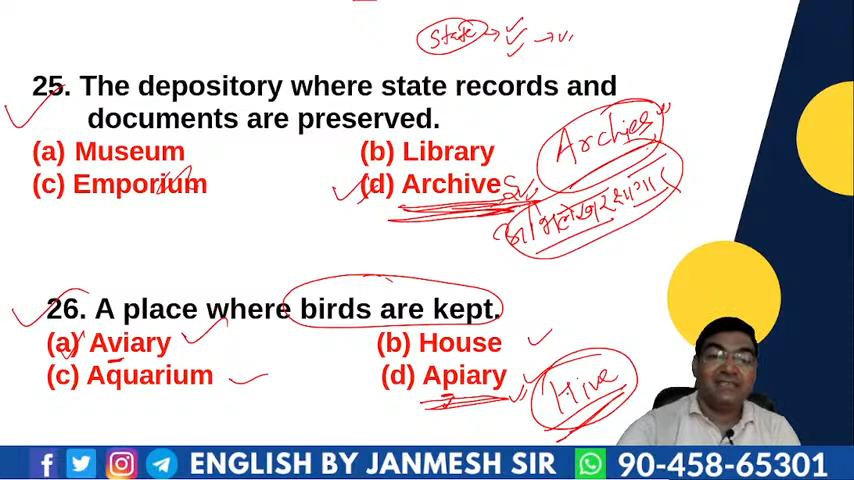 State
25. The depository where state records and
documents are preserved.
(a) Museum (b) Library
(c) Emporium (d) Archive
Archies
26. A place where birds are kept.
(a) Aviary (b) House
(c) Aquarium (d) Apiary
Hive
ENGLISH BY JANMESH SIR 90-458-65301